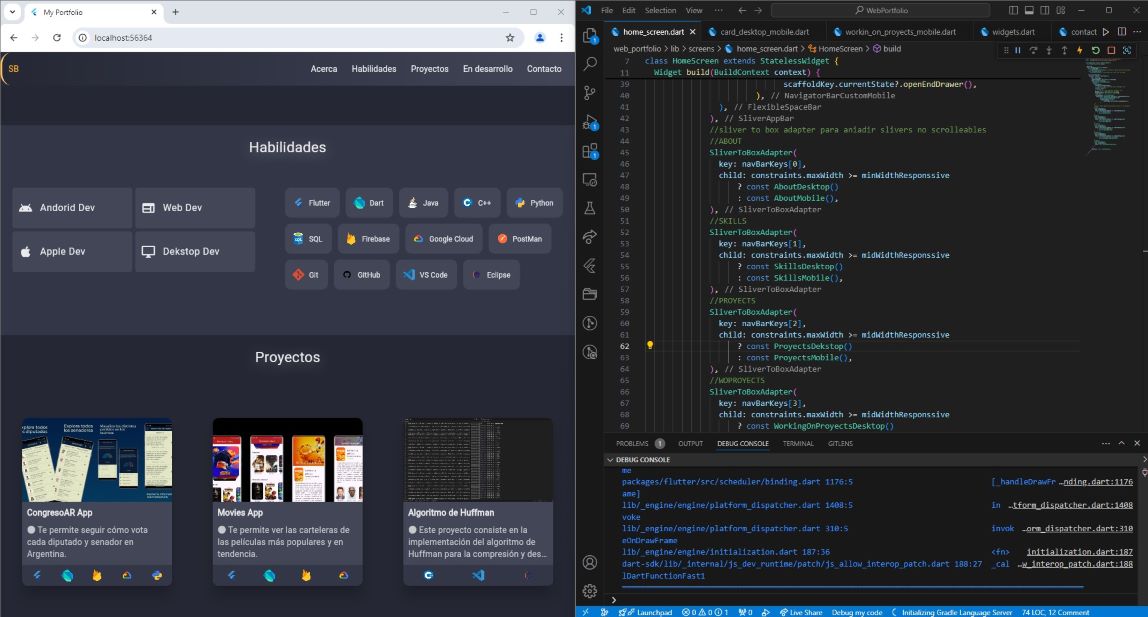 My Portfolio
localhost:56364
SB
Acerca Habilidades Proyectos En desarrollo Contacto
Habilidades
Andorid Dev
Web Dev
Apple Dev
Dekstop Dev
Flutter Dart Java C++ Python
SQL Firebase Google Cloud PostMan
Git GitHub VS Code Eclipse
Proyectos
Explora todos
Explora todos
los senadores
CongresoAR App
Te permite seguir cómo vota
cada diputado y senador en
Argentina.
Movies App
Te permite ver las carteleras de
las películas más populares y en
tendencia.
Algoritmo de Huffman
Este proyecto consiste en la
implementación del algoritmo de
Huffman para la compresión y des...
File Edit Selection View ...
WebPortfolio
home_screen.dart
card_desktop_mobile.dart
workin_on_proyects_mobile.dart
widgets.dart
contact
web_portfolio > lib > screens > home_screen.dart > HomeScreen > build
7 class HomeScreen extends StatelessWidget {
11 Widget build(BuildContext context) {
39 scaffoldKey.currentState?.openEndDrawer(),
40 ), // NavigatorBarCustomMobile
41 ), // FlexibleSpaceBar
42 ), // SliverAppBar
43 //sliver to box adapter para aniadir slivers no scrolleables
44 //ABOUT
45 SliverToBoxAdapter(
46 key: navBarKeys[0],
47 child: constraints.maxWidth >= minWidthResponssive
48 ? const AboutDesktop()
49 : const AboutMobile(),
50 ), // SliverToBoxAdapter
51 //SKILLS
52 SliverToBoxAdapter(
53 key: navBarKeys[1],
54 child: constraints.maxWidth >= midWidthResponssive
55 ? const SkillsDesktop()
56 : const SkillsMobile(),
57 ), // SliverToBoxAdapter
58 //PROYECTS
59 SliverToBoxAdapter(
60 key: navBarKeys[2],
61 child: constraints.maxWidth >= midWidthResponssive
62 ? const ProyectsDekstop()
63 : const ProyectsMobile(),
64 ), // SliverToBoxAdapter
65 //WOPROYECTS
66 SliverToBoxAdapter(
67 key: navBarKeys[3],
68 child: constraints.maxWidth >= midWidthResponssive
69 ? const WorkingOnProyectsDesktop()
PROBLEMS 1 OUTPUT DEBUG CONSOLE TERMINAL GITLENS
DEBUG CONSOLE
me
packages/flutter/src/scheduler/binding.dart 1176:5 [_handleDrawFr …nding.dart:1176
ame]
lib/_engine/engine/platform_dispatcher.dart 1408:5 in …tform_dispatcher.dart:1408
voke
lib/_engine/engine/platform_dispatcher.dart 310:5 invok …orm_dispatcher.dart:310
eOnDrawFrame
lib/_engine/engine/initialization.dart 187:36 <fn> initialization.dart:187
dart-sdk/lib/_internal/js_dev_runtime/patch/js_allow_interop_patch.dart 188:27 _cal …w_interop_patch.dart:188
lDartFunctionFast1
Launchpad 0 0 1 0 Live Share Debug my code Initializing Gradle Language Server 74 LOC, 12 Comment